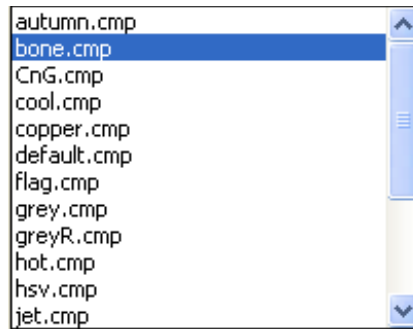 autumn.cmp
bone.cmp
CnG.cmp
cool.cmp
copper.cmp
default.cmp
flag.cmp
grey.cmp
greyR.cmp
hot.cmp
hsv.cmp
jet.cmp